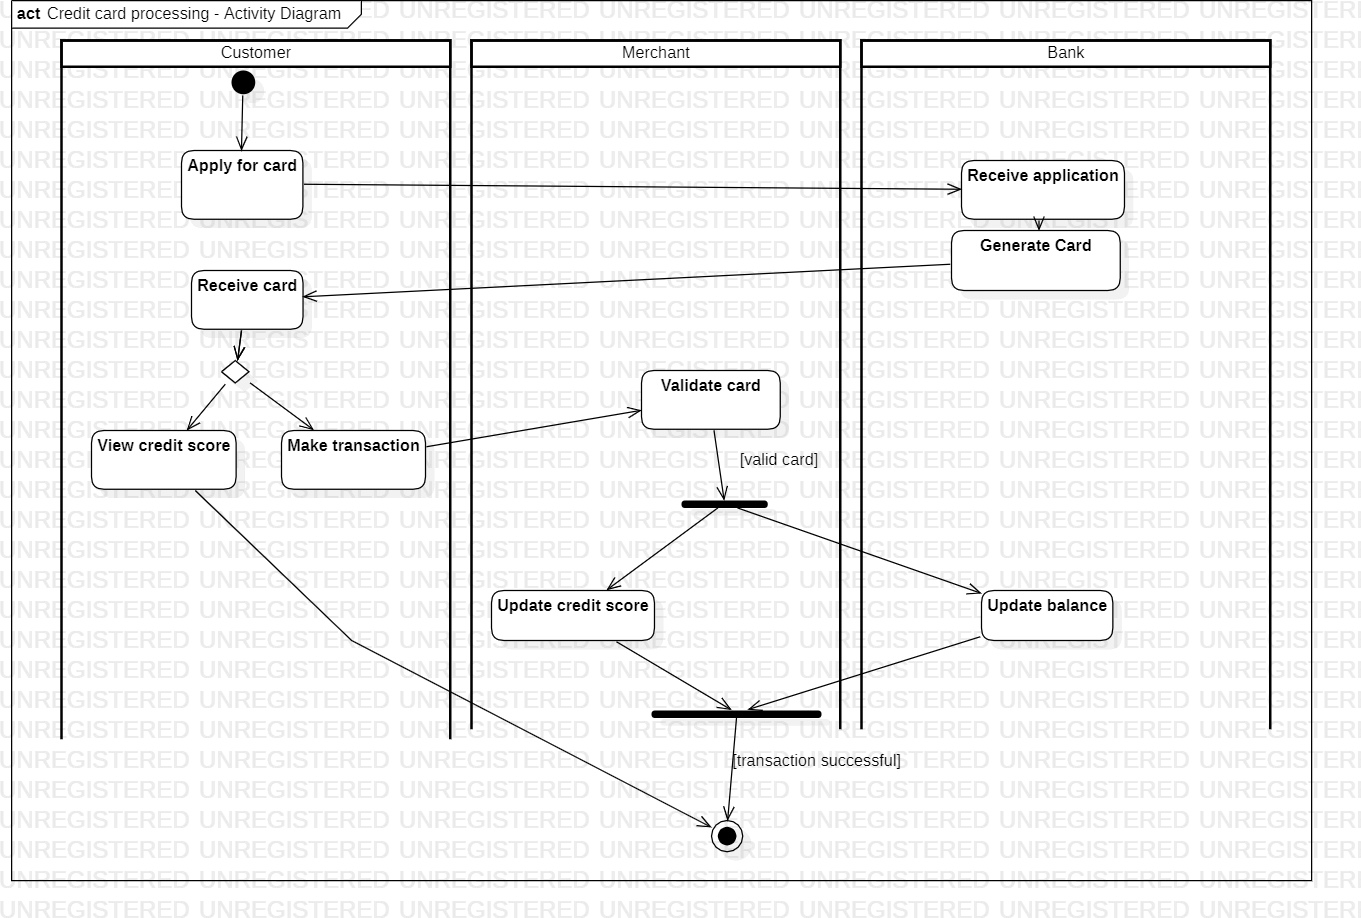 act Credit card processing - Activity Diagram
Customer
Merchant
Bank
Apply for card
Receive application
Generate Card
Receive card
Validate card
View credit score
Make transaction
[valid card]
Update credit score
Update balance
[transaction successful]
UNREGISTERED